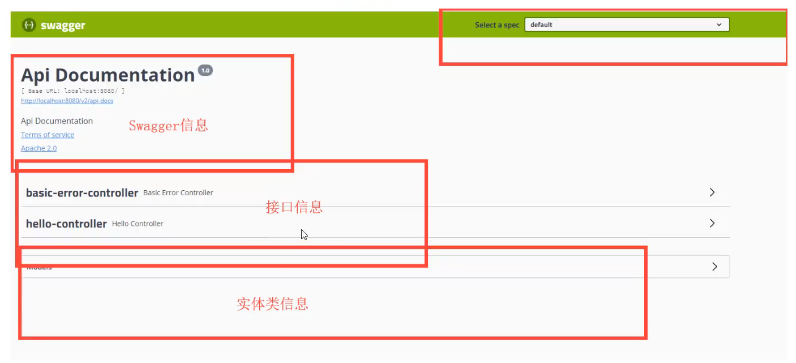 swagger
Select a spec default
Api Documentation 1.0
[ Base URL: localhost:8080/ ]
http://localhost:8080/v2/api-docs
Api Documentation
Swagger信息
Terms of service
Apache 2.0
basic-error-controller Basic Error Controller
接口信息
hello-controller Hello Controller
Models
实体类信息